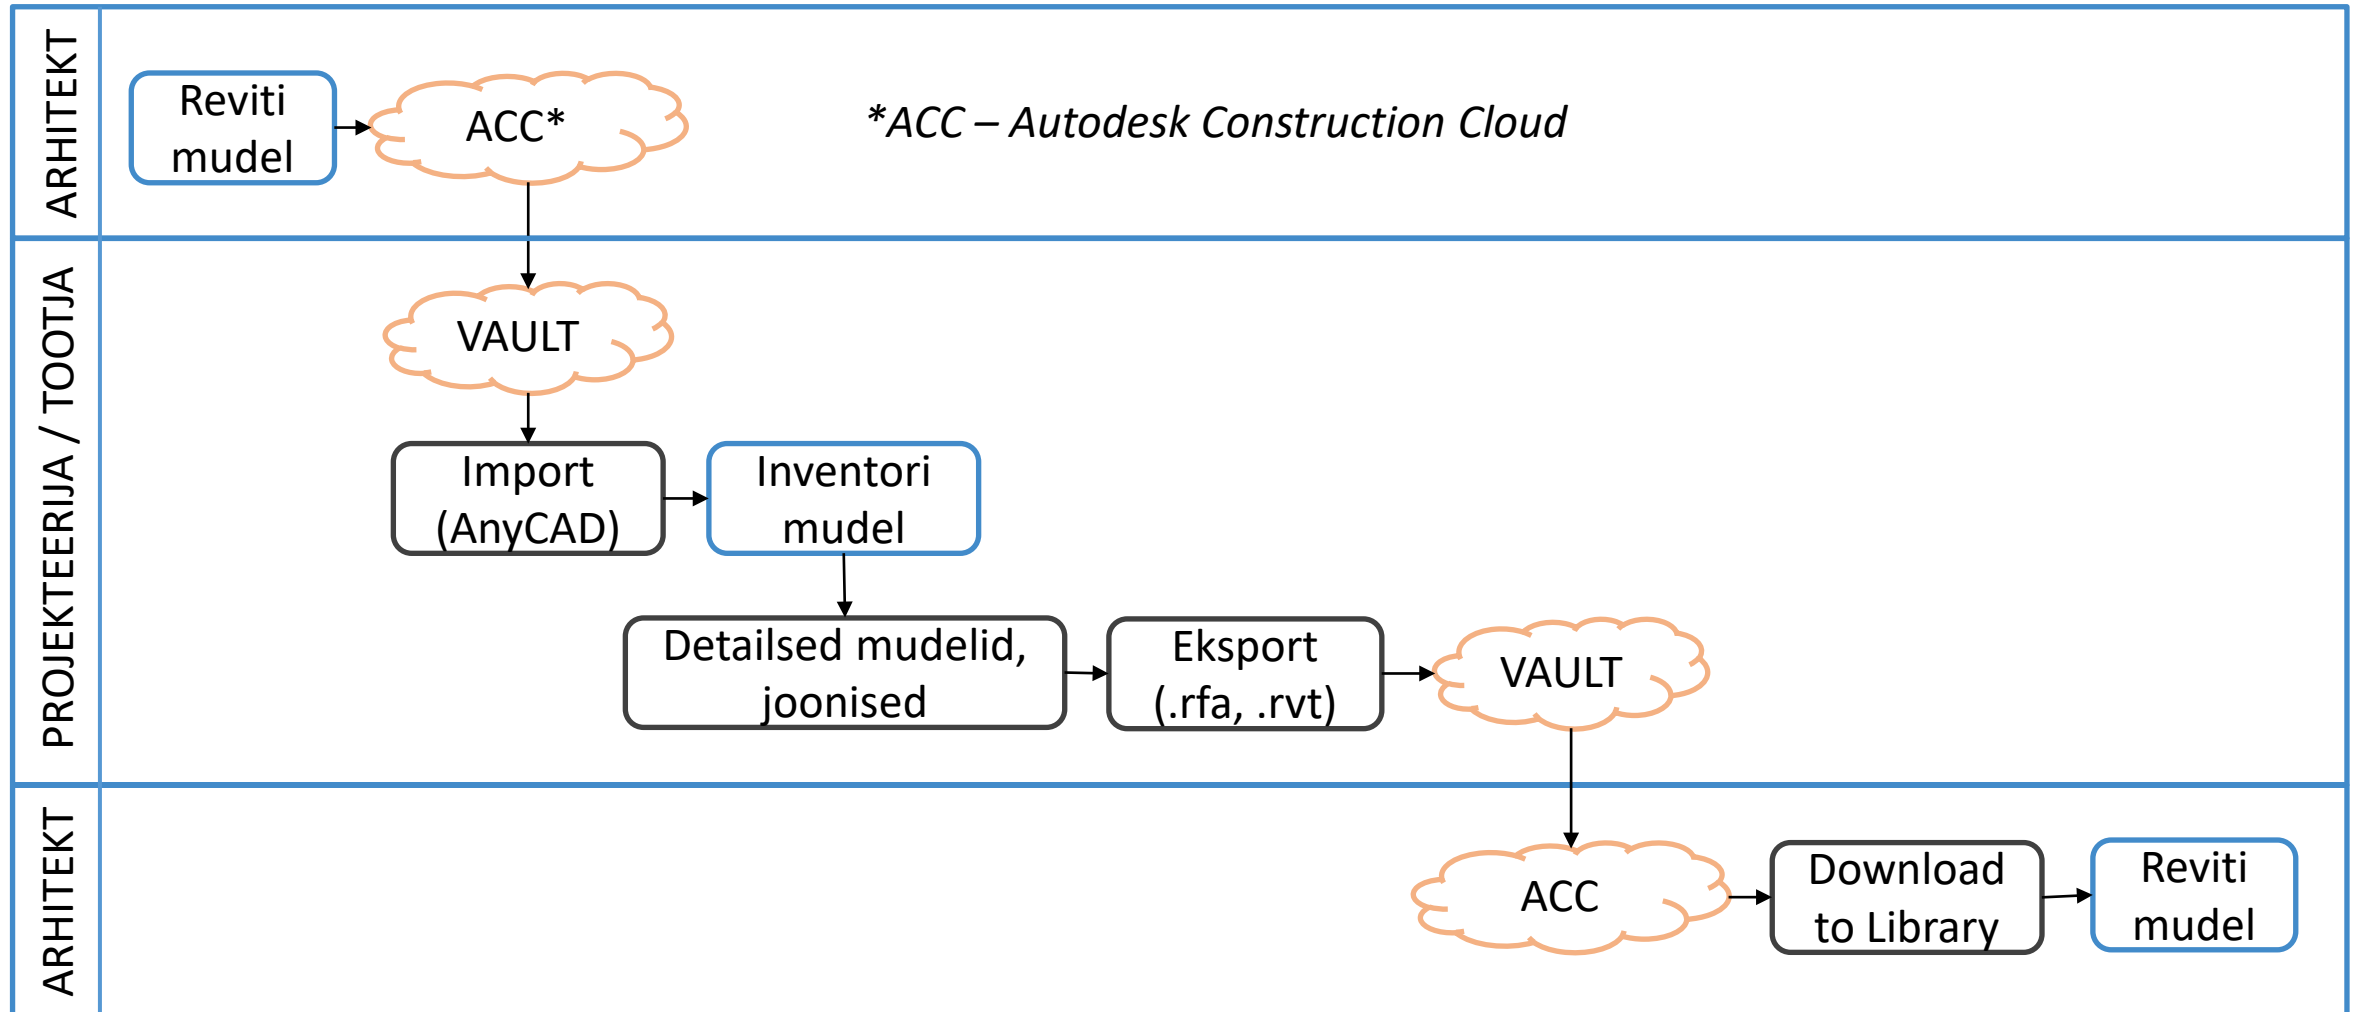 ARHITEKT
Reviti
mudel
ACC*
*ACC – Autodesk Construction Cloud
PROJEKTEERIJA / TOOTJA
VAULT
Import
(AnyCAD)
Inventori
mudel
Detailsed mudelid,
joonised
Eksport
(.rfa, .rvt)
VAULT
ARHITEKT
ACC
Download
to Library
Reviti
mudel